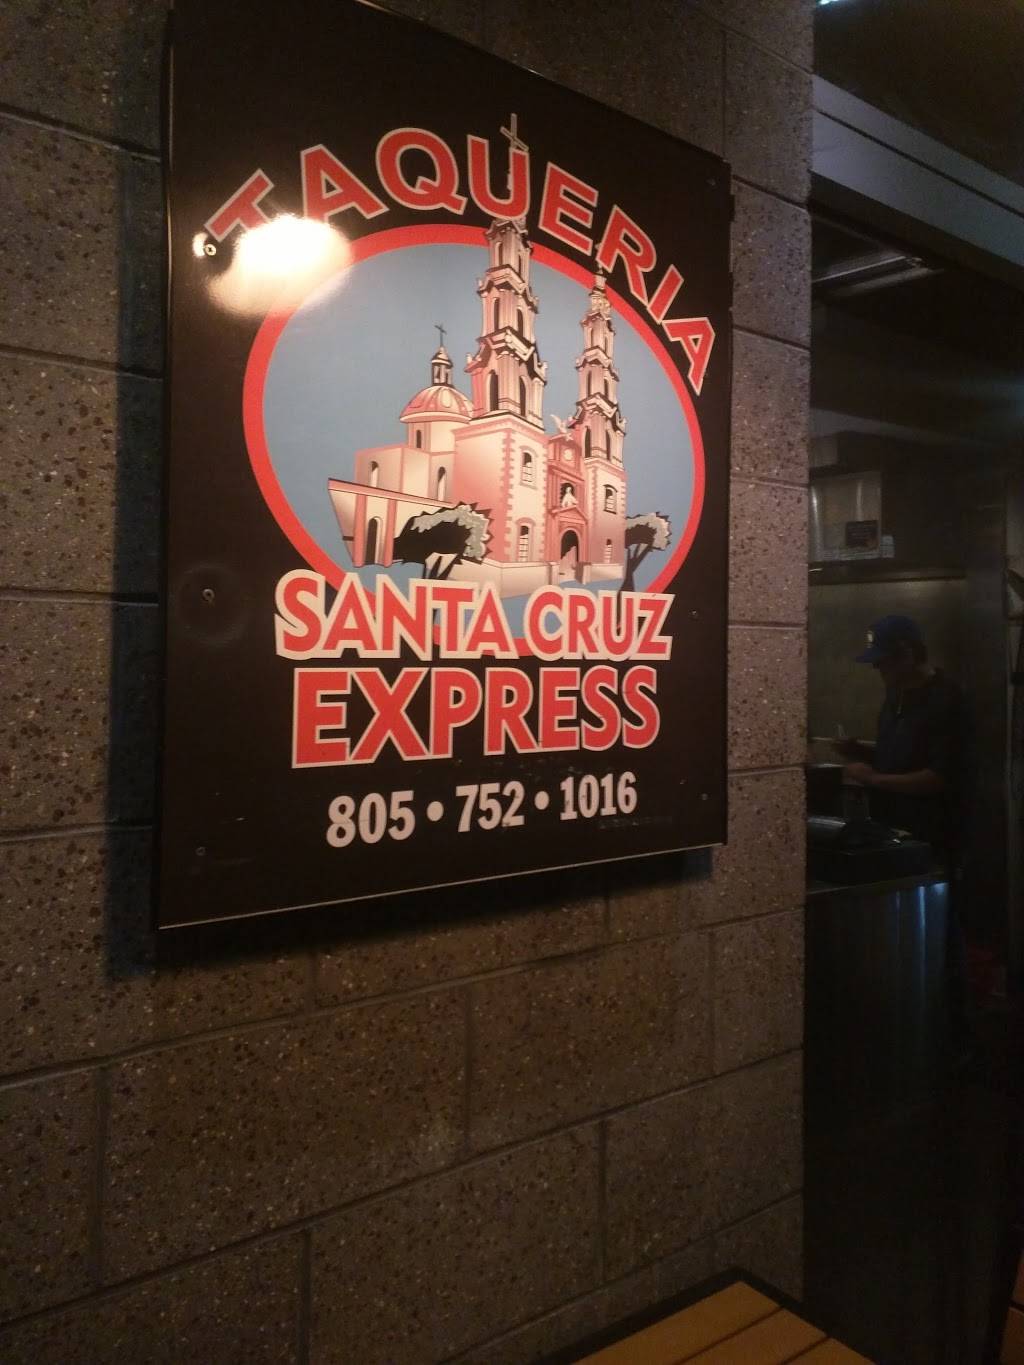 TAQUERIA
SANTA CRUZ
EXPRESS
805 • 752 • 1016